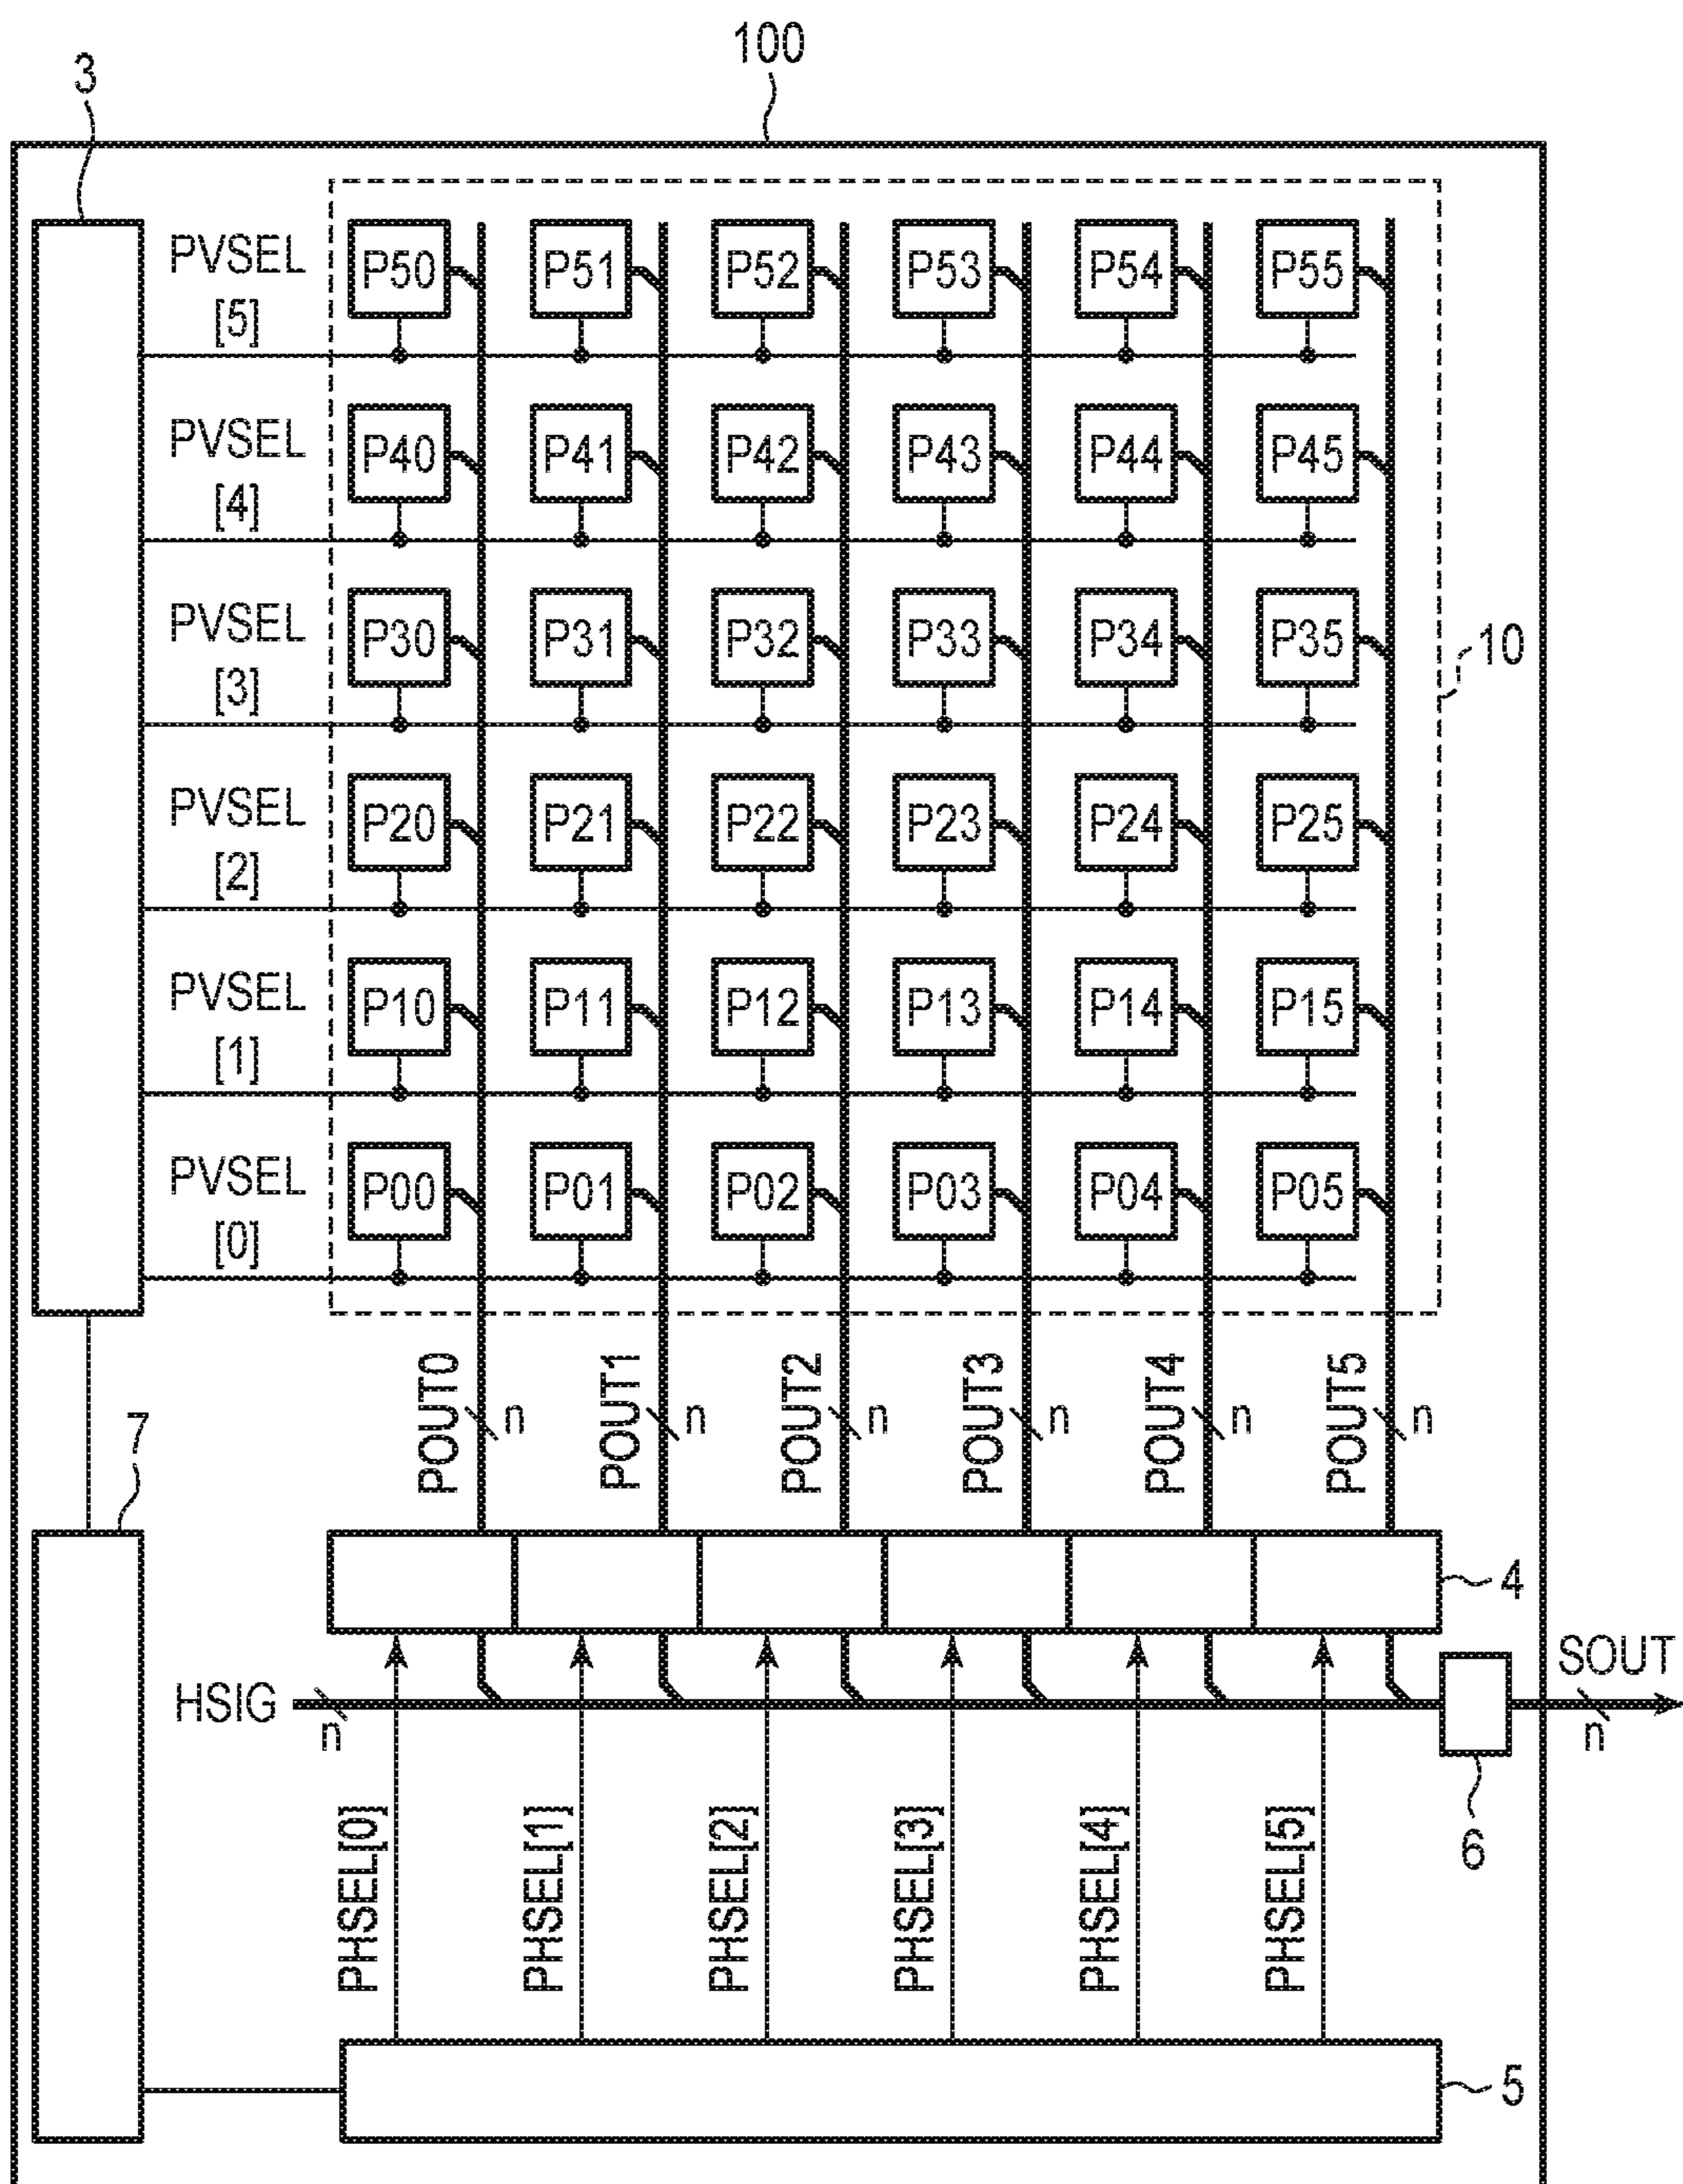 100
3
PVSEL
[5]
P50 P51 P52 P53 P54 P55
PVSEL
[4]
P40 P41 P42 P43 P44 P45
PVSEL
[3]
P30 P31 P32 P33 P34 P35
10
PVSEL
[2]
P20 P21 P22 P23 P24 P25
PVSEL
[1]
P10 P11 P12 P13 P14 P15
PVSEL
[0]
P00 P01 P02 P03 P04 P05
POUT0 n POUT1 n POUT2 n POUT3 n POUT4 n POUT5 n
7
4
SOUT
HSIG
n
n
6
PHSEL[0] PHSEL[1] PHSEL[2] PHSEL[3] PHSEL[4] PHSEL[5]
5